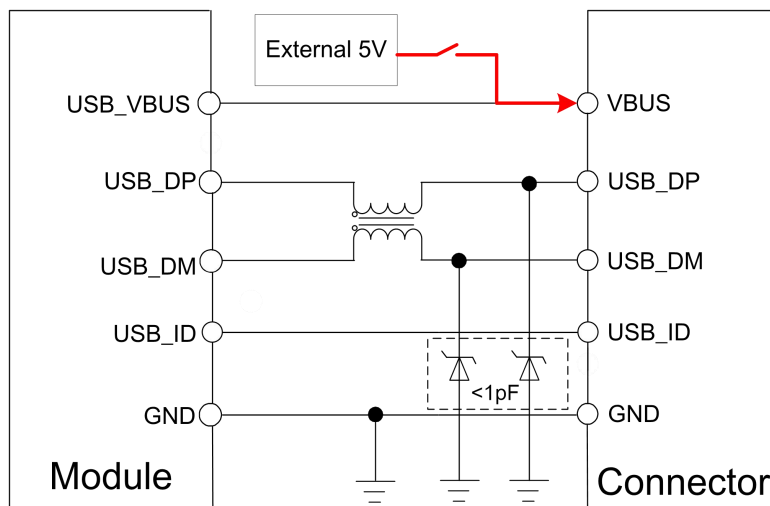 External 5V
USB_VBUS
VBUS
USB_DP
USB_DP
USB_DM
USB_DM
USB_ID
USB_ID
<1pF
GND
GND
Module
Connector